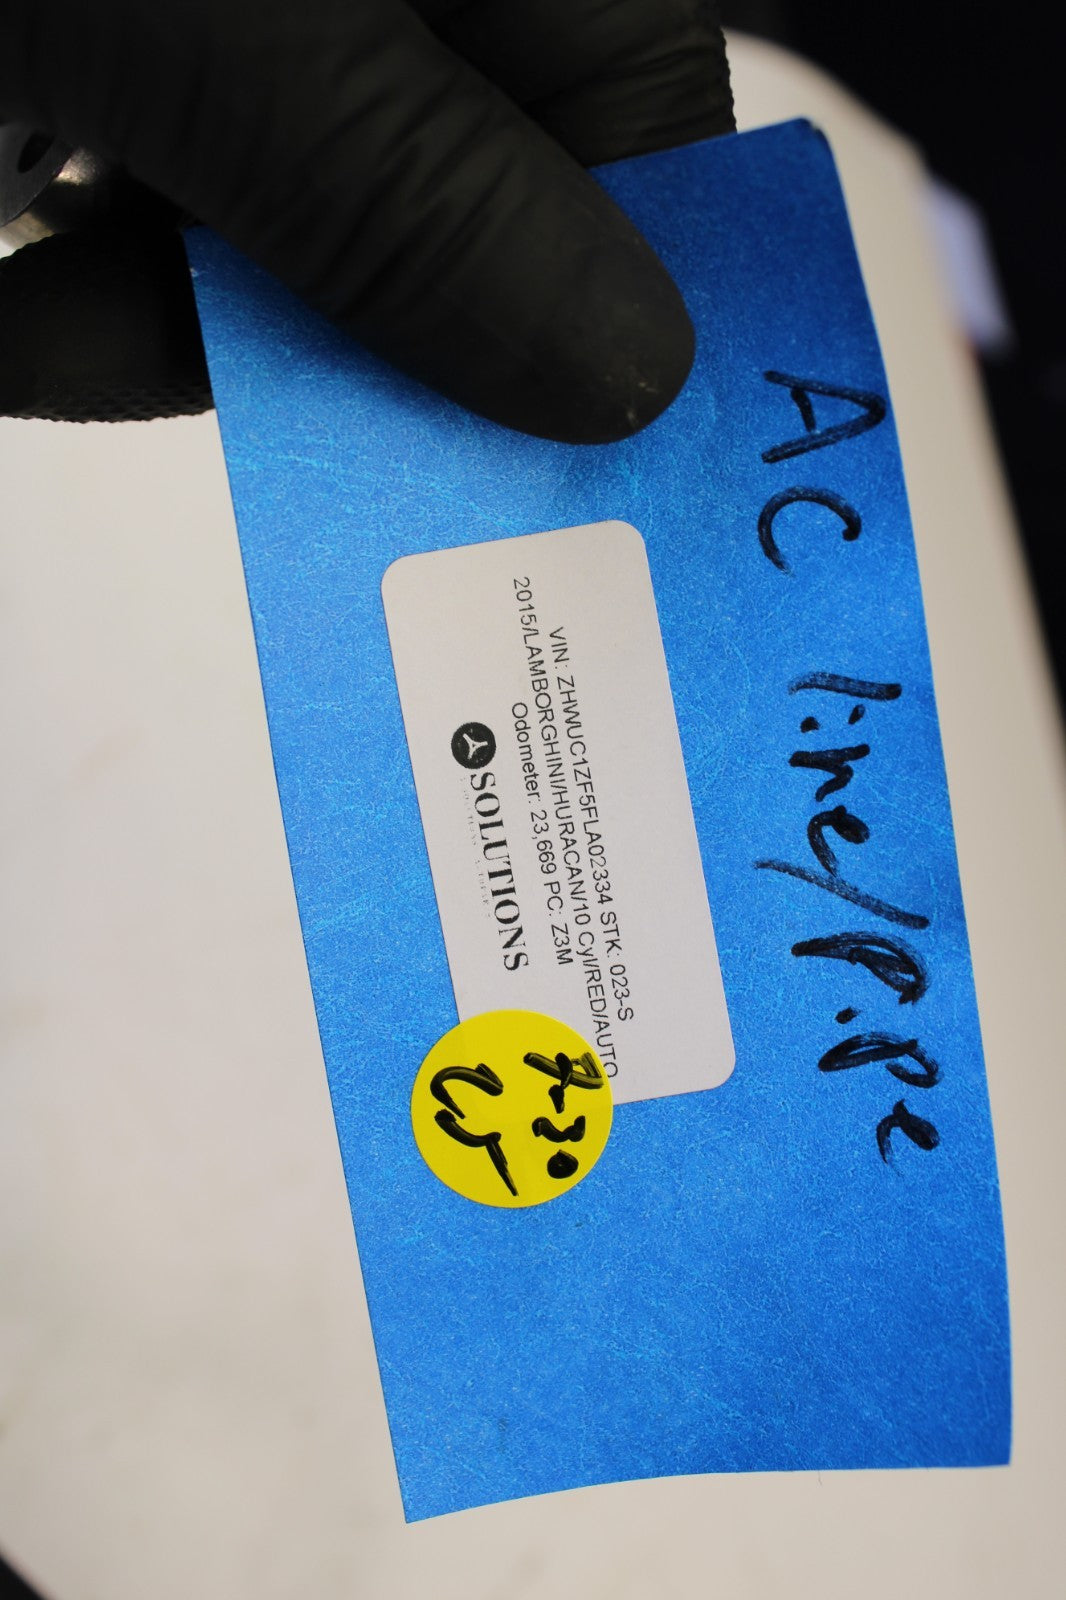 AC line/pipe
VIN: ZHWUC1ZF5FLA02334 STK: 023-S
2015/LAMBORGHINI/HURACAN/10 Cyl/RED/AUTO
Odometer: 23,669 PC: Z3M
SOLUTIONS